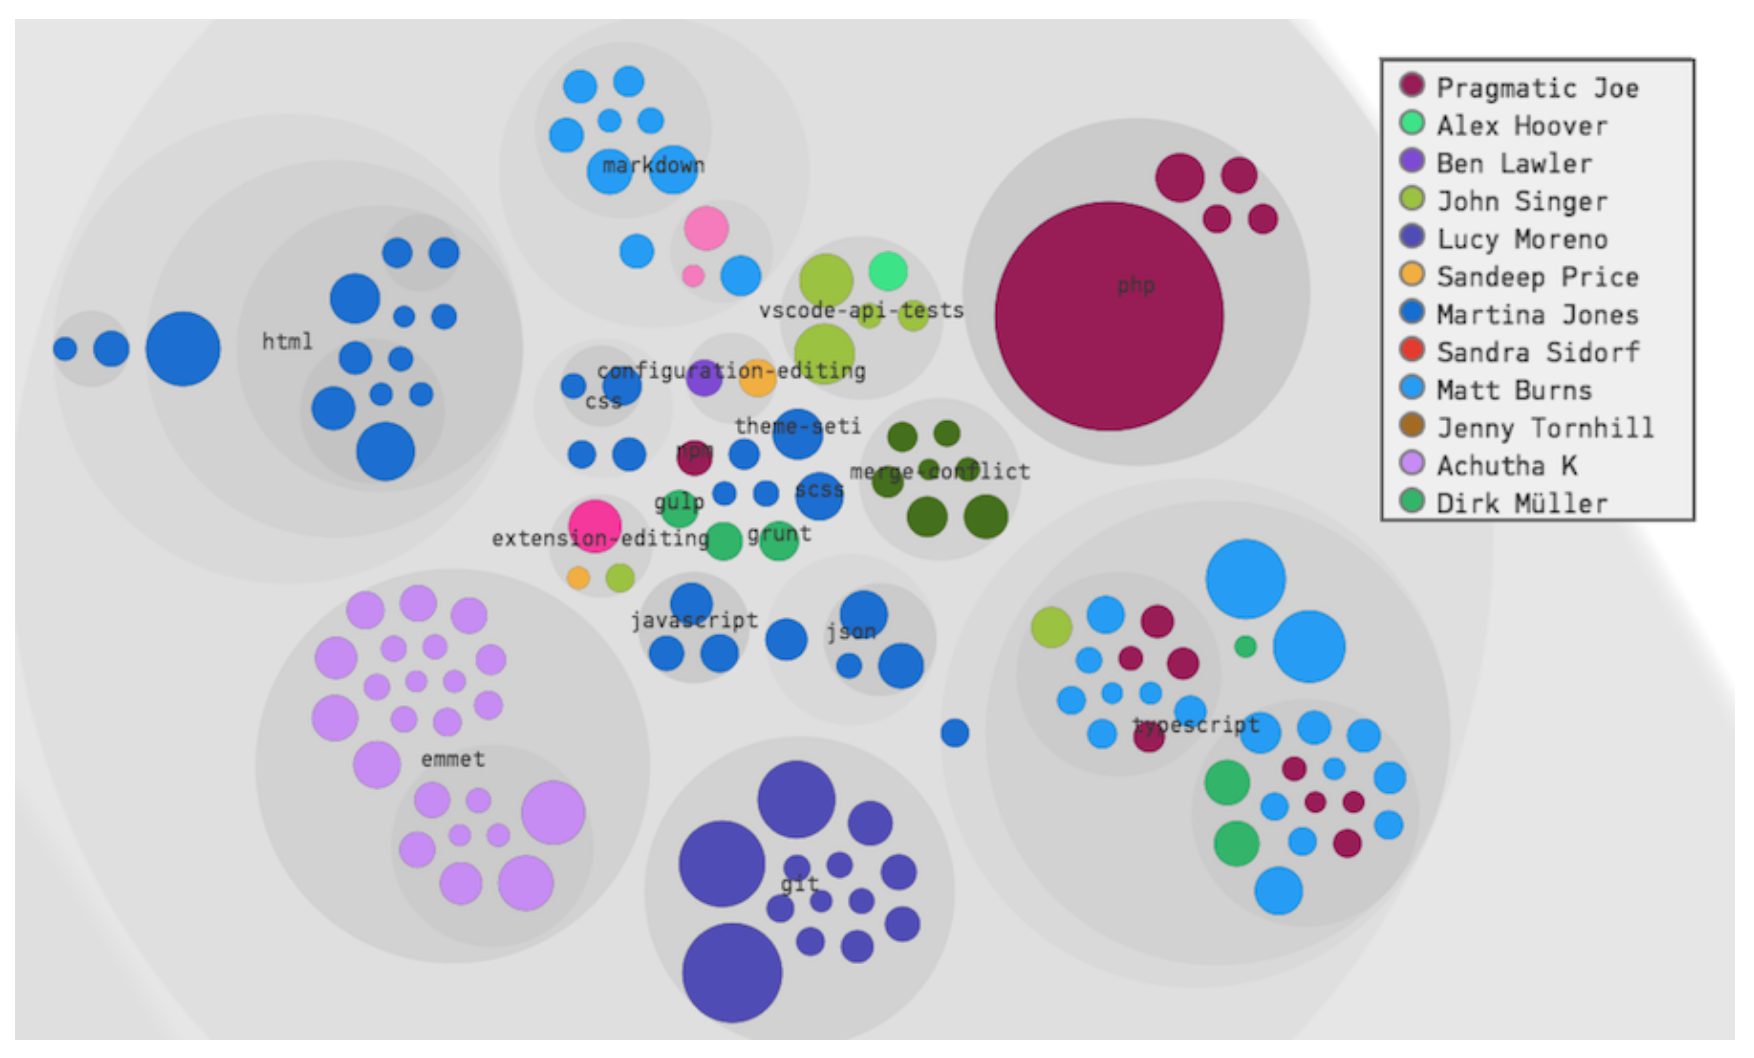 markdown
php
html
vscode-api-tests
configuration-editing
css
theme-seti
npm
merge-conflict
scss
gulp
extension-editing
grunt
javascript
json
typescript
emmet
git
Pragmatic Joe
Alex Hoover
Ben Lawler
John Singer
Lucy Moreno
Sandeep Price
Martina Jones
Sandra Sidorf
Matt Burns
Jenny Tornhill
Achutha K
Dirk Müller